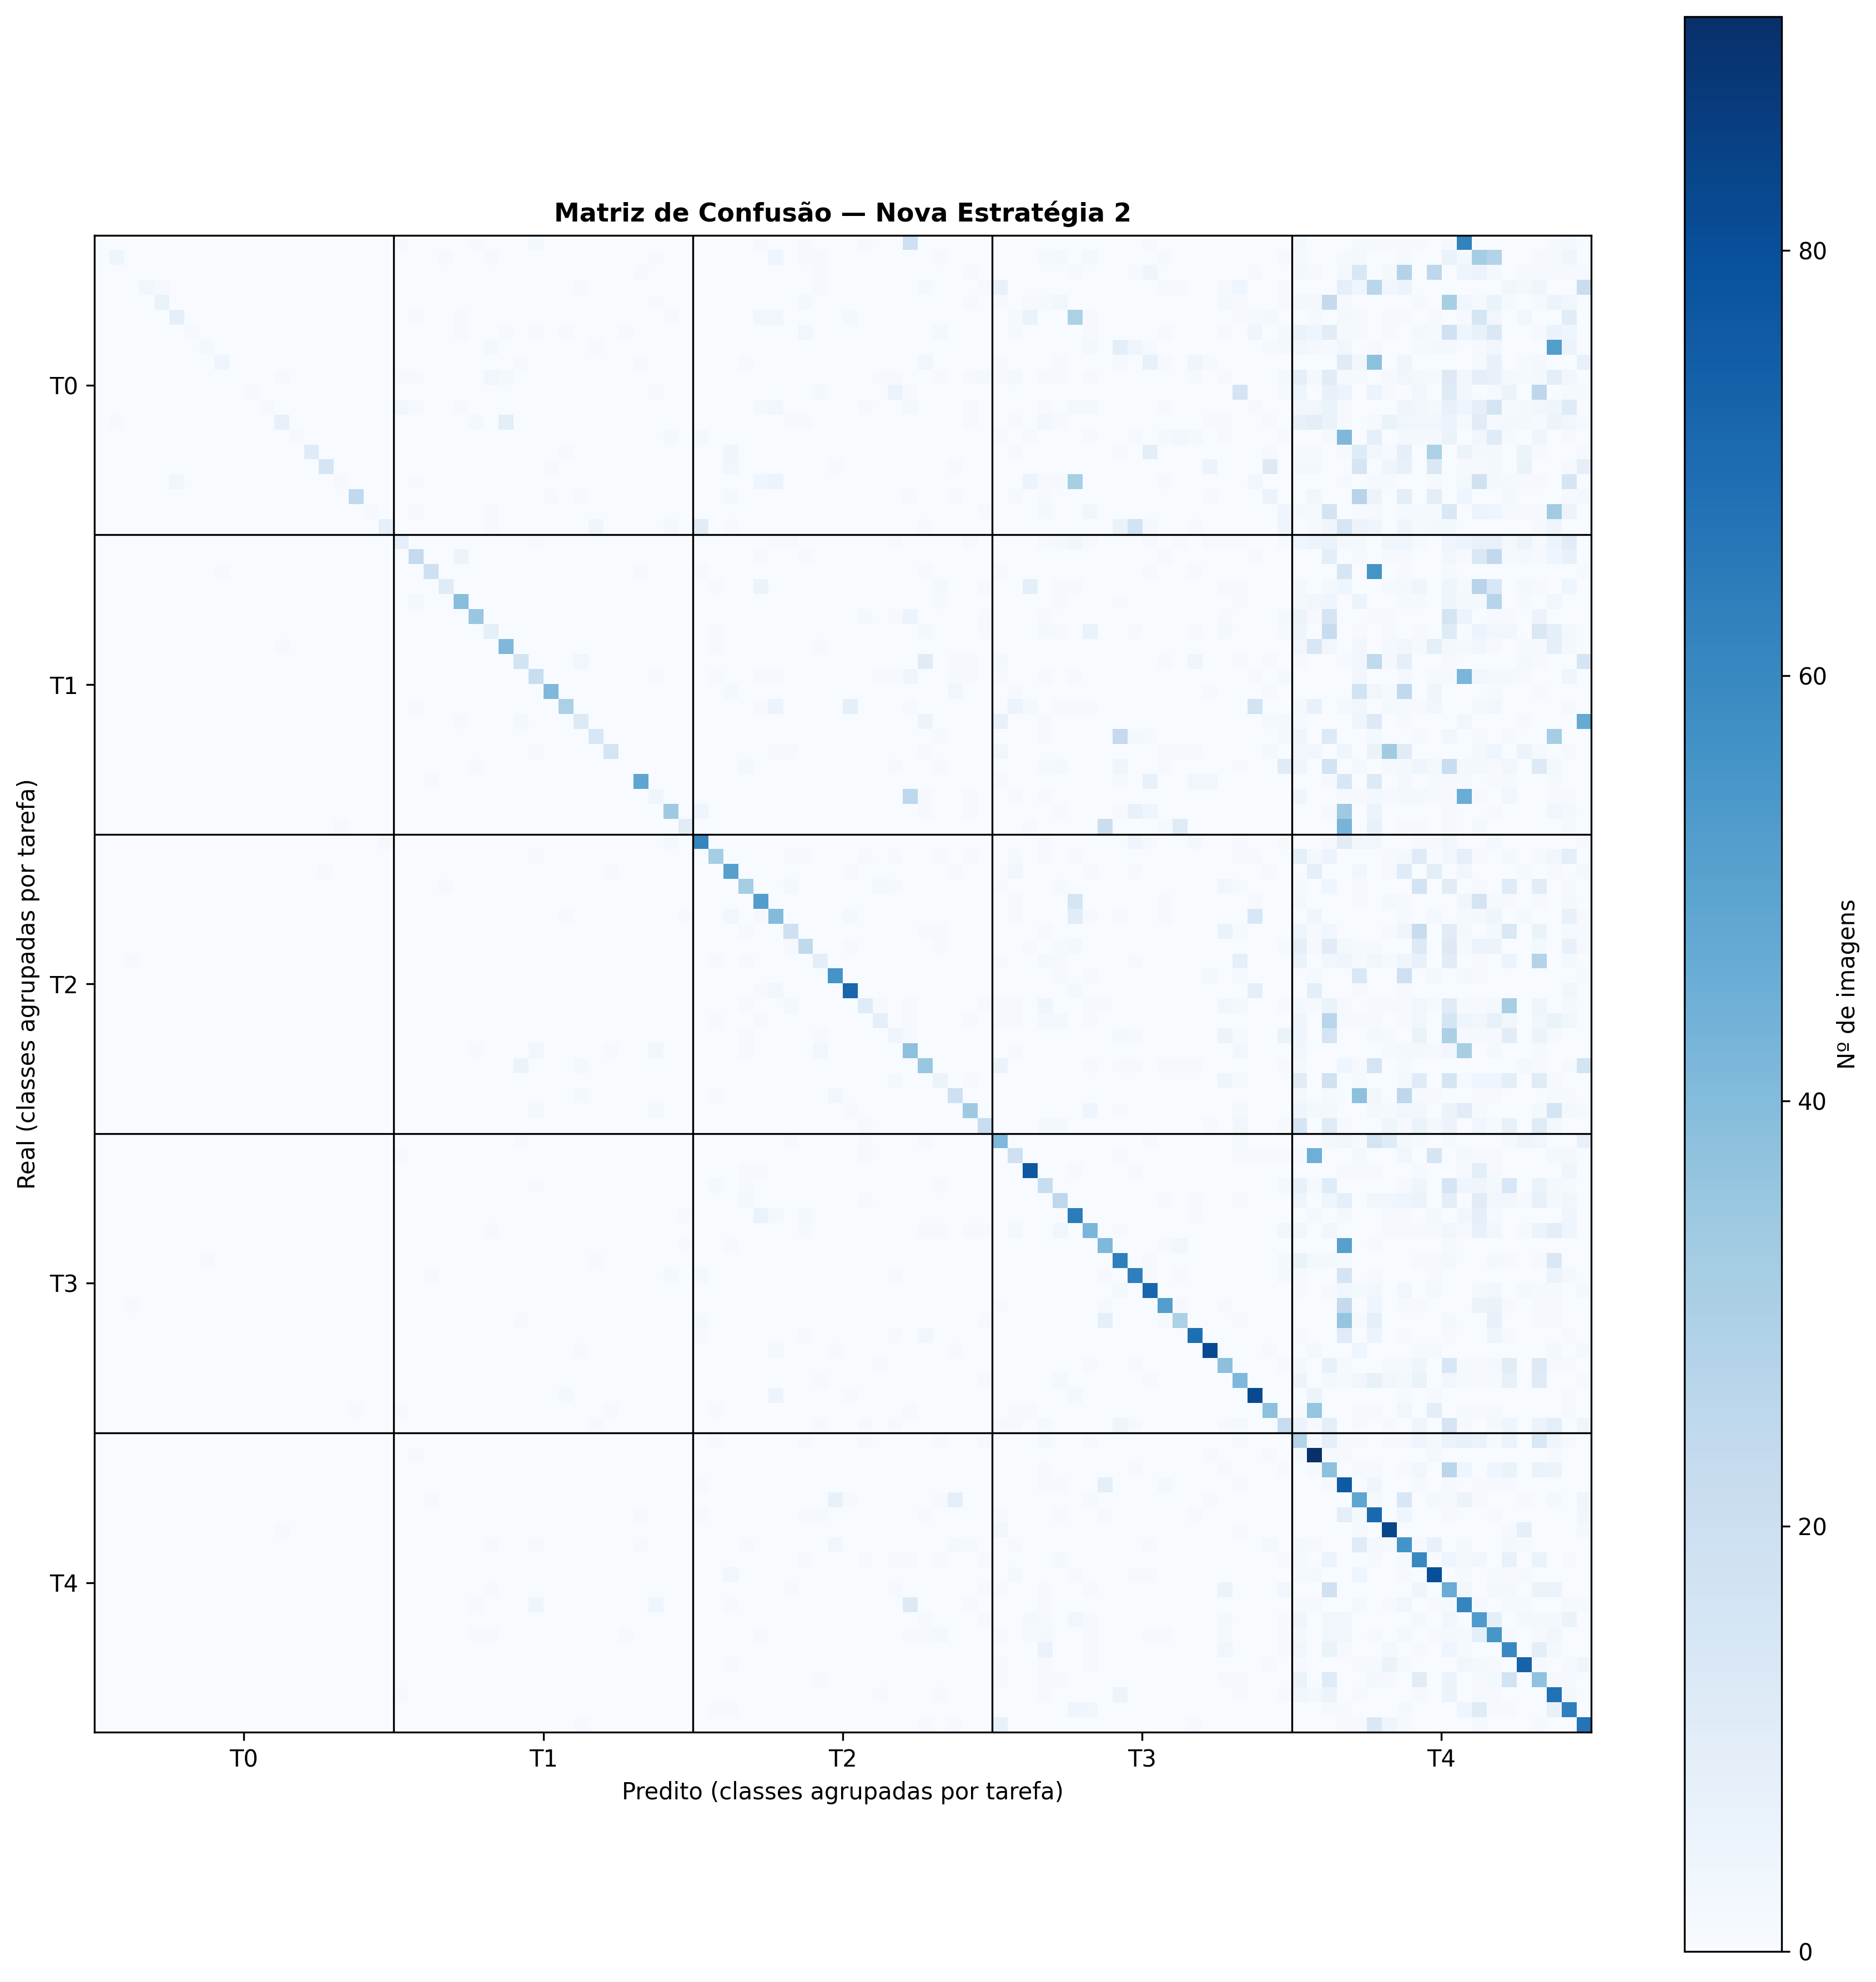 Matriz de Confusão — Nova Estratégia 2
Real (classes agrupadas por tarefa)
T0
T1
T2
T3
T4
T0 T1 T2 T3 T4
Predito (classes agrupadas por tarefa)
80
60
40
20
0
Nº de imagens